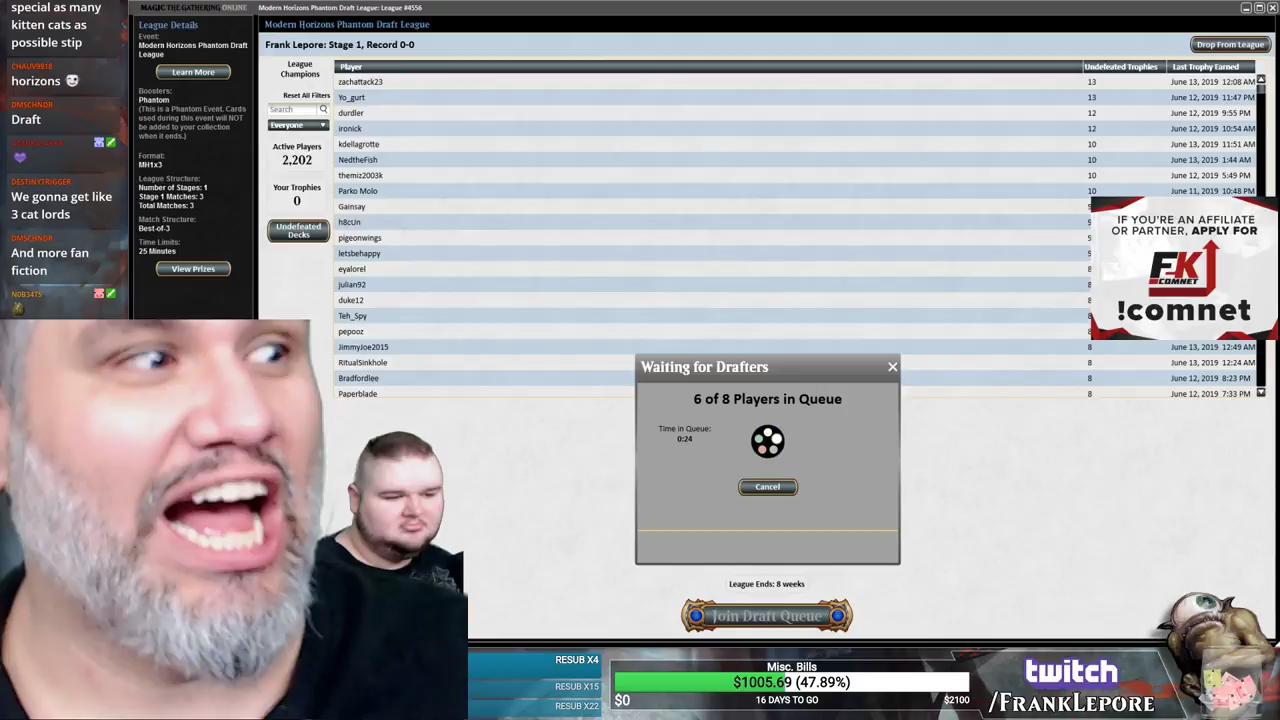 special as many
kitten cats as
possible stip
CHAUV9918
horizons
DMSCHNDR
Draft
DESTINYTRIGGER
We gonna get like
3 cat lords
DMSCHNDR
And more fan
fiction
N0B34TS
MAGIC THE GATHERING ONLINE
Modern Horizons Phantom Draft League: League #4556
League Details
Event:
Modern Horizons Phantom Draft
League
Learn More
Boosters:
Phantom
(This is a Phantom Event. Cards
used during this event will NOT
be added to your collection
when it ends.)
Format:
MH1x3
League Structure:
Number of Stages: 1
Stage 1 Matches: 3
Total Matches: 3
Match Structure:
Best-of-3
Time Limits:
25 Minutes
View Prizes
Modern Horizons Phantom Draft League
Frank Lepore: Stage 1, Record 0-0
Drop From League
League
Champions
Reset All Filters
Search
Everyone
Active Players
2,202
Your Trophies
0
Undefeated
Decks
Player Undefeated Trophies Last Trophy Earned
zachattack23 13 June 13, 2019 12:08 AM
Yo_gurt 13 June 12, 2019 11:47 PM
durdler 12 June 12, 2019 9:55 PM
ironick 12 June 12, 2019 10:54 AM
kdellagrotte 10 June 12, 2019 11:51 AM
NedtheFish 10 June 12, 2019 1:44 AM
themiz2003k 10 June 12, 2019 5:49 PM
Parko Molo 10 June 11, 2019 10:48 PM
Gainsay
h8cUn
pigeonwings
letsbehappy
eyalorel 8
julian92 8
duke12 8
Teh_Spy 8
pepooz 8
JimmyJoe2015 8 June 13, 2019 12:49 AM
RitualSinkhole 8 June 13, 2019 12:24 AM
Bradfordlee 8 June 12, 2019 8:23 PM
Paperblade 8 June 12, 2019 7:33 PM
IF YOU'RE AN AFFILIATE
OR PARTNER, APPLY FOR
F2K
COMNET
!comnet
Waiting for Drafters
6 of 8 Players in Queue
Time in Queue:
0:24
Cancel
League Ends: 8 weeks
Join Draft Queue
RESUB X4
RESUB X15
RESUB X22
Misc. Bills
$1005.69 (47.89%)
$0 16 DAYS TO GO $2100
twitch
/FRANKLEPORE